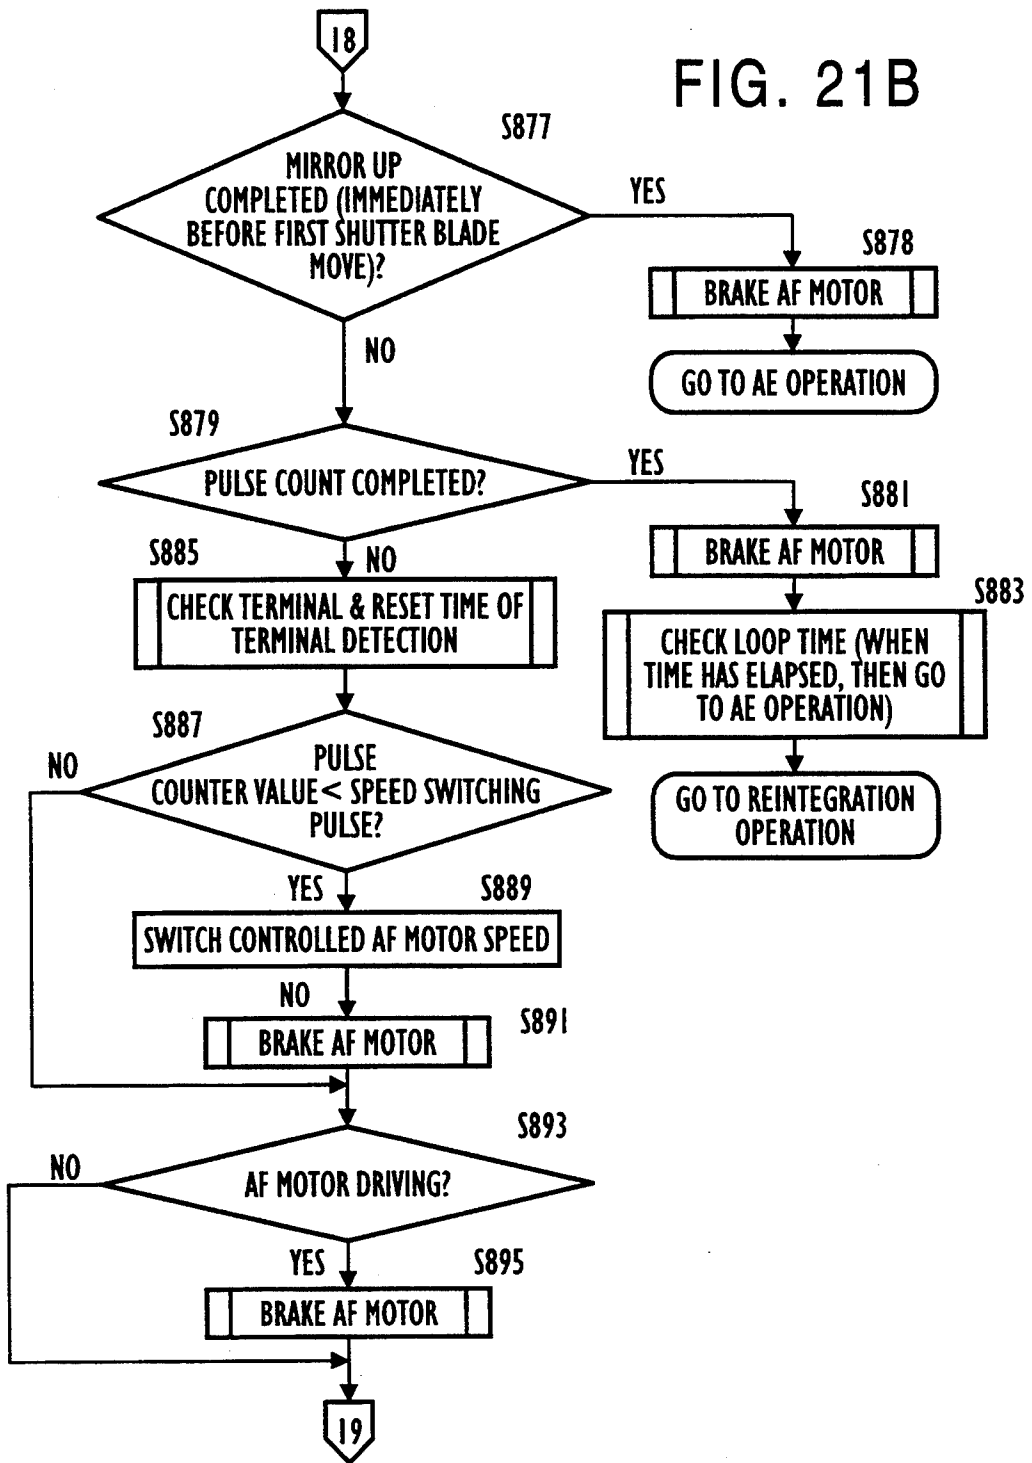 18
FIG. 21B
S877
MIRROR UP
COMPLETED (IMMEDIATELY
BEFORE FIRST SHUTTER BLADE
MOVE)?
YES
S878
BRAKE AF MOTOR
GO TO AE OPERATION
NO
S879
PULSE COUNT COMPLETED?
YES
S881
BRAKE AF MOTOR
S883
CHECK LOOP TIME (WHEN
TIME HAS ELAPSED, THEN GO
TO AE OPERATION)
GO TO REINTEGRATION
OPERATION
NO
S885
CHECK TERMINAL & RESET TIME OF
TERMINAL DETECTION
S887
NO
PULSE
COUNTER VALUE < SPEED SWITCHING
PULSE?
YES
S889
SWITCH CONTROLLED AF MOTOR SPEED
NO
S891
BRAKE AF MOTOR
S893
NO
AF MOTOR DRIVING?
YES
S895
BRAKE AF MOTOR
19